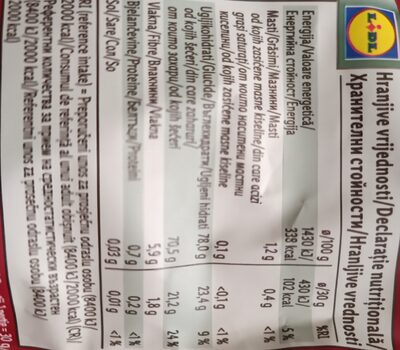 LIDL
Hranjive vrijednosti/Declarație nutrițională/
Хранителни стойности/Hranljive vrednosti
ø/100 g ø/30 g %RI
Energija/Valoare energetică/ 1430 kJ/ 430 kJ/
Енергийна стойност/Energija 338 kcal 102 kcal 5 %
Masti/Grăsimi/Мазнини/Masti 1,2 g 0,4 g <1 %
od kojih zasićene masne kiseline/din care acizi
grași saturați/от които наситени мастни
киселини/od kojih zasićene masne kiseline 0,1 g <0,1 g <1 %
Ugljikohidrati/Glucide/Въглехидрати/Ugljeni hidrati 78,0 g 23,4 g 9 %
od kojih šećeri/din care zaharuri/
от които захари/od kojih šećeri 70,5 g 21,2 g 24 %
Vlakna/Fibre/Влакнини/Vlakna 5,9 g 1,8 g
Bjelančevine/Proteine/Белтъци/Proteini 0,7 g 0,2 g <1 %
Sol/Sare/Сол/So 0,03 g 0,01 g <1 %
RI (reference intake) = Preporučeni unos za prosječnu odraslu osobu (8400 kJ/
2000 kcal)/Consumul de referință al unui adult obișnuit (8400 kJ/2000 kcal) (CR)/
Референтни количества за прием на средностатистически възрастен
(8400 kJ/2000 kcal)/Referentni unos za prosečnu odraslu osobu (8400 kJ/
2000 kcal)